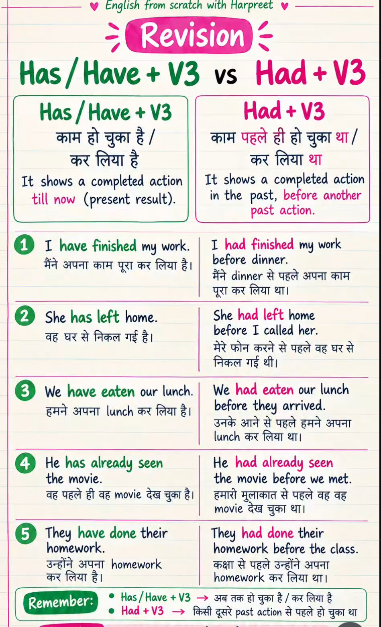 English from scratch with Harpreet
Revision
Has/Have + V3 vs Had + V3
Has/Have + V3
काम हो चुका है /
कर लिया है
It shows a completed action
till now (present result).
Had + V3
काम पहले ही हो चुका था /
कर लिया था
It shows a completed action
in the past, before another
past action.
1 I have finished my work.
मैंने अपना काम पूरा कर लिया है।
I had finished my work
before dinner.
मैंने dinner से पहले अपना काम
पूरा कर लिया था।
2 She has left home.
वह घर से निकल गई है।
She had left home
before I called her.
मेरे फोन करने से पहले वह घर से
निकल गई थी।
3 We have eaten our lunch.
हमने अपना lunch कर लिया है।
We had eaten our lunch
before they arrived.
उनके आने से पहले हमने अपना
lunch कर लिया था।
4 He has already seen
the movie.
वह पहले ही वह movie देख चुका है।
He had already seen
the movie before we met.
हमारी मुलाकात से पहले वह वह
movie देख चुका था।
5 They have done their
homework.
उन्होंने अपना homework
कर लिया है।
They had done their
homework before the class.
कक्षा से पहले उन्होंने अपना
homework कर लिया था।
Remember:
• Has/Have + V3 → अब तक हो चुका है / कर लिया है
• Had + V3 → किसी दूसरे past action से पहले हो चुका था